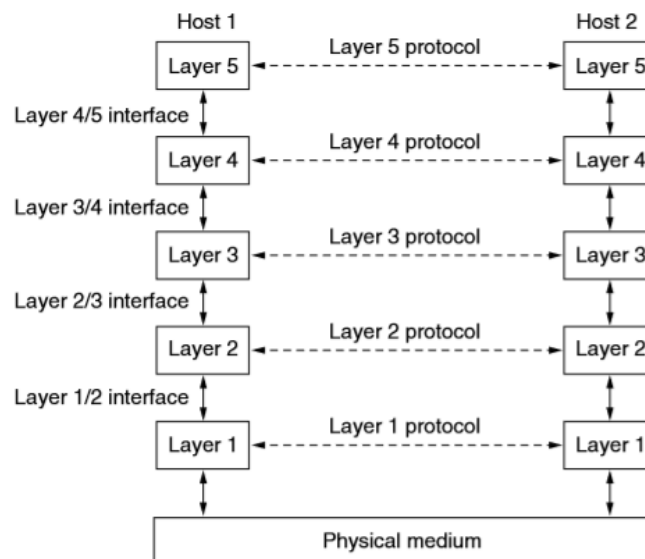 Host 1 Host 2
Layer 5 Layer 5 protocol Layer 5
Layer 4/5 interface
Layer 4 Layer 4 protocol Layer 4
Layer 3/4 interface
Layer 3 Layer 3 protocol Layer 3
Layer 2/3 interface
Layer 2 Layer 2 protocol Layer 2
Layer 1/2 interface
Layer 1 Layer 1 protocol Layer 1
Physical medium